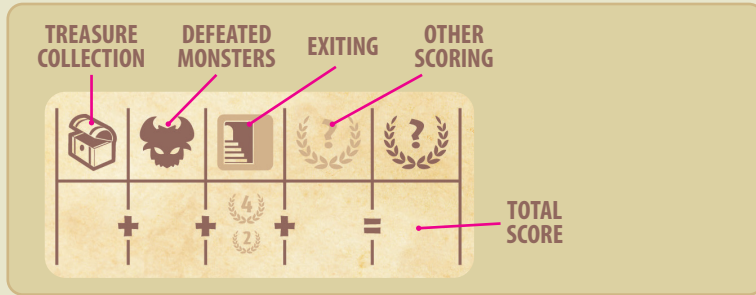 TREASURE
COLLECTION
DEFEATED
MONSTERS
EXITING
OTHER
SCORING
?
?
+
+
4
2
+
=
TOTAL
SCORE